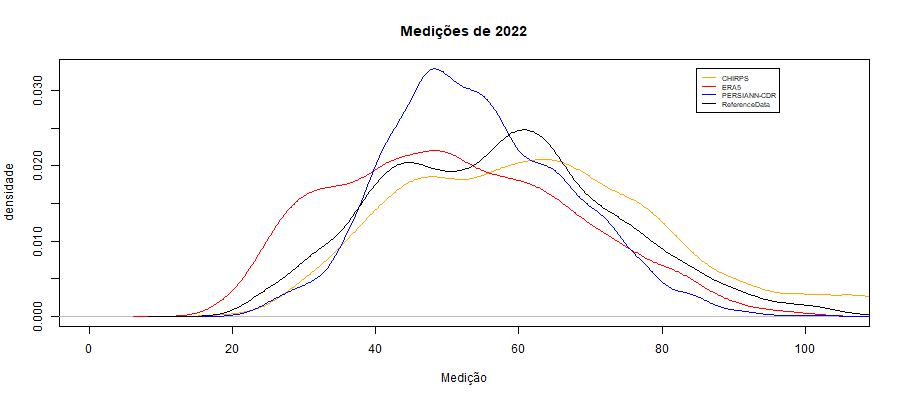 Medições de 2022
CHIRPS
ERA5
PERSIANN-CDR
ReferenceData
densidade
0.030
0.020
0.010
0.000
0 20 40 60 80 100
Medição